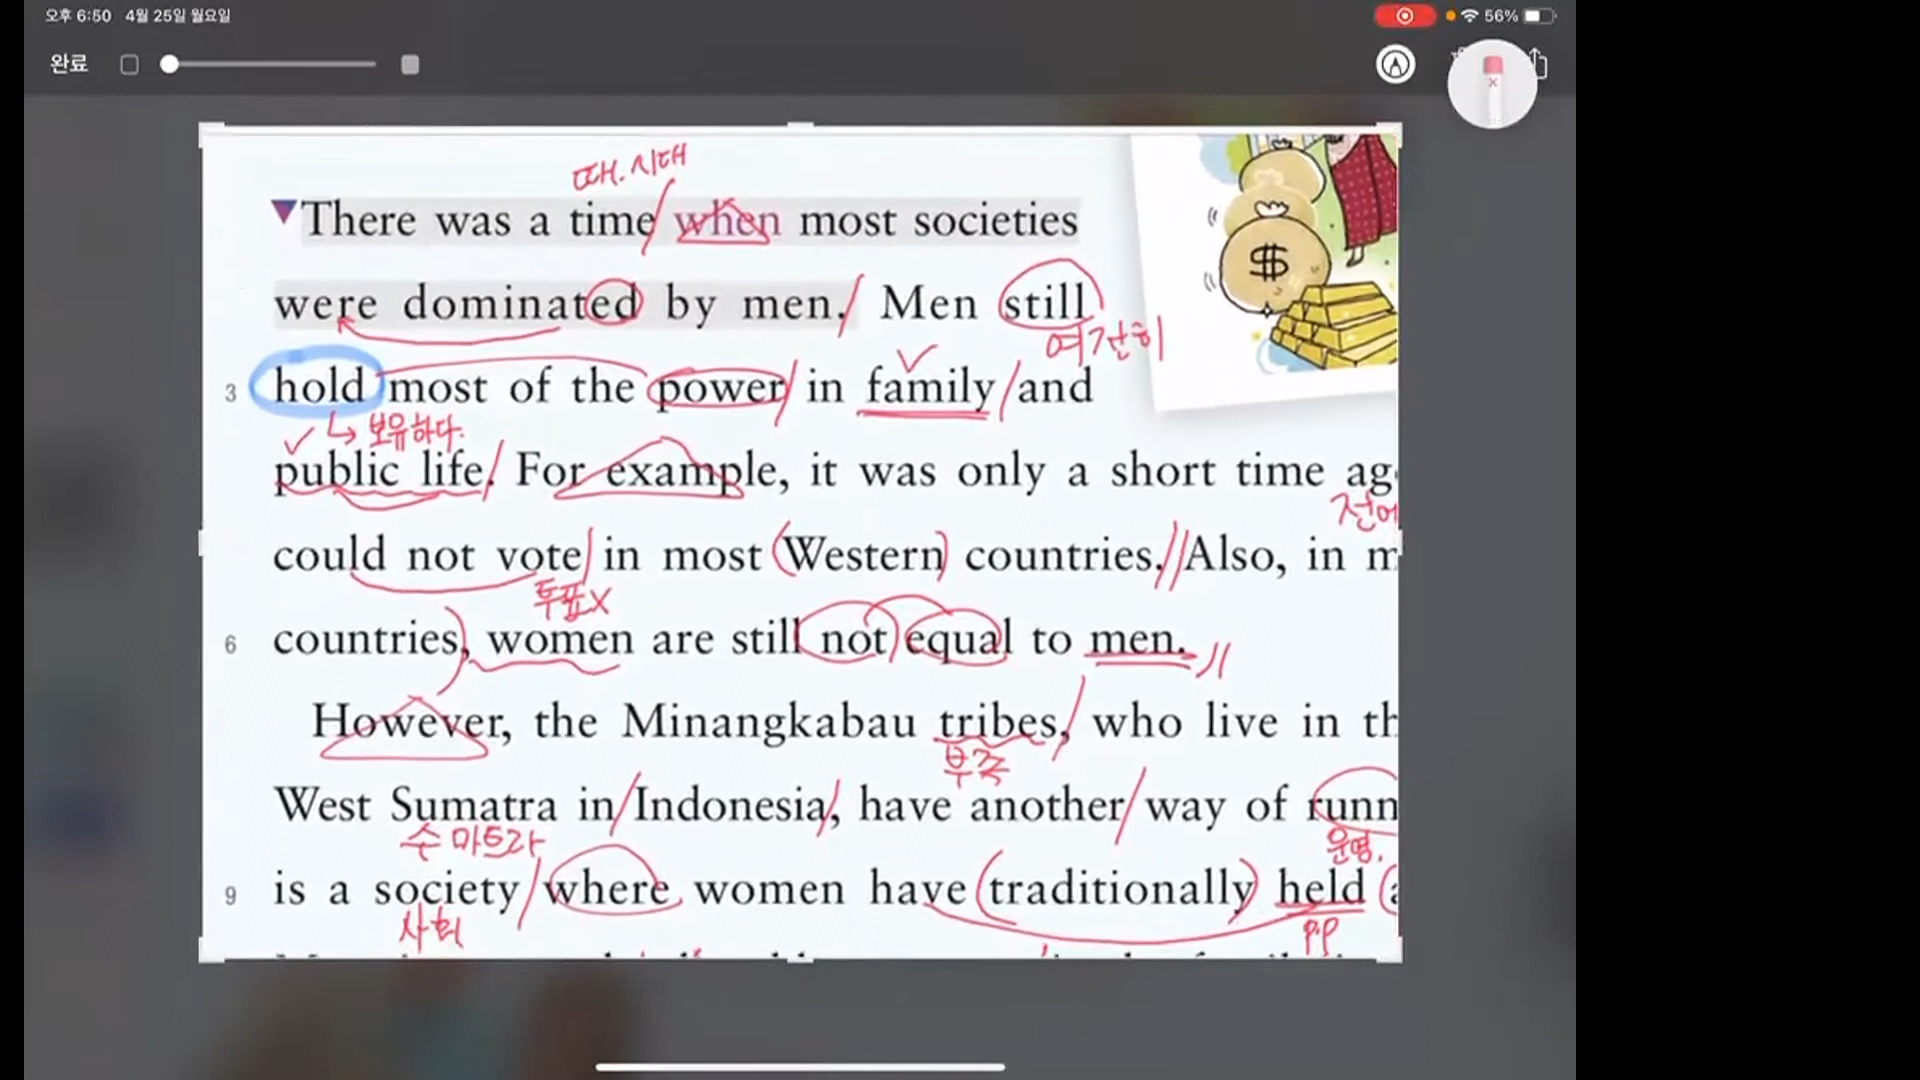 오후 6:50 4월 25일 월요일
56%
완료
때.시대
There was a time when most societies
were dominated by men. Men still
여전히
$
3 hold most of the power in family and
보유하다.
public life. For example, it was only a short time ag
전에
could not vote in most Western countries. Also, in m
투표X
6 countries, women are still not equal to men.
However, the Minangkabau tribes, who live in th
부족
West Sumatra in Indonesia, have another way of runn
수마트라
운영.
9 is a society where women have traditionally held
사회
p.p